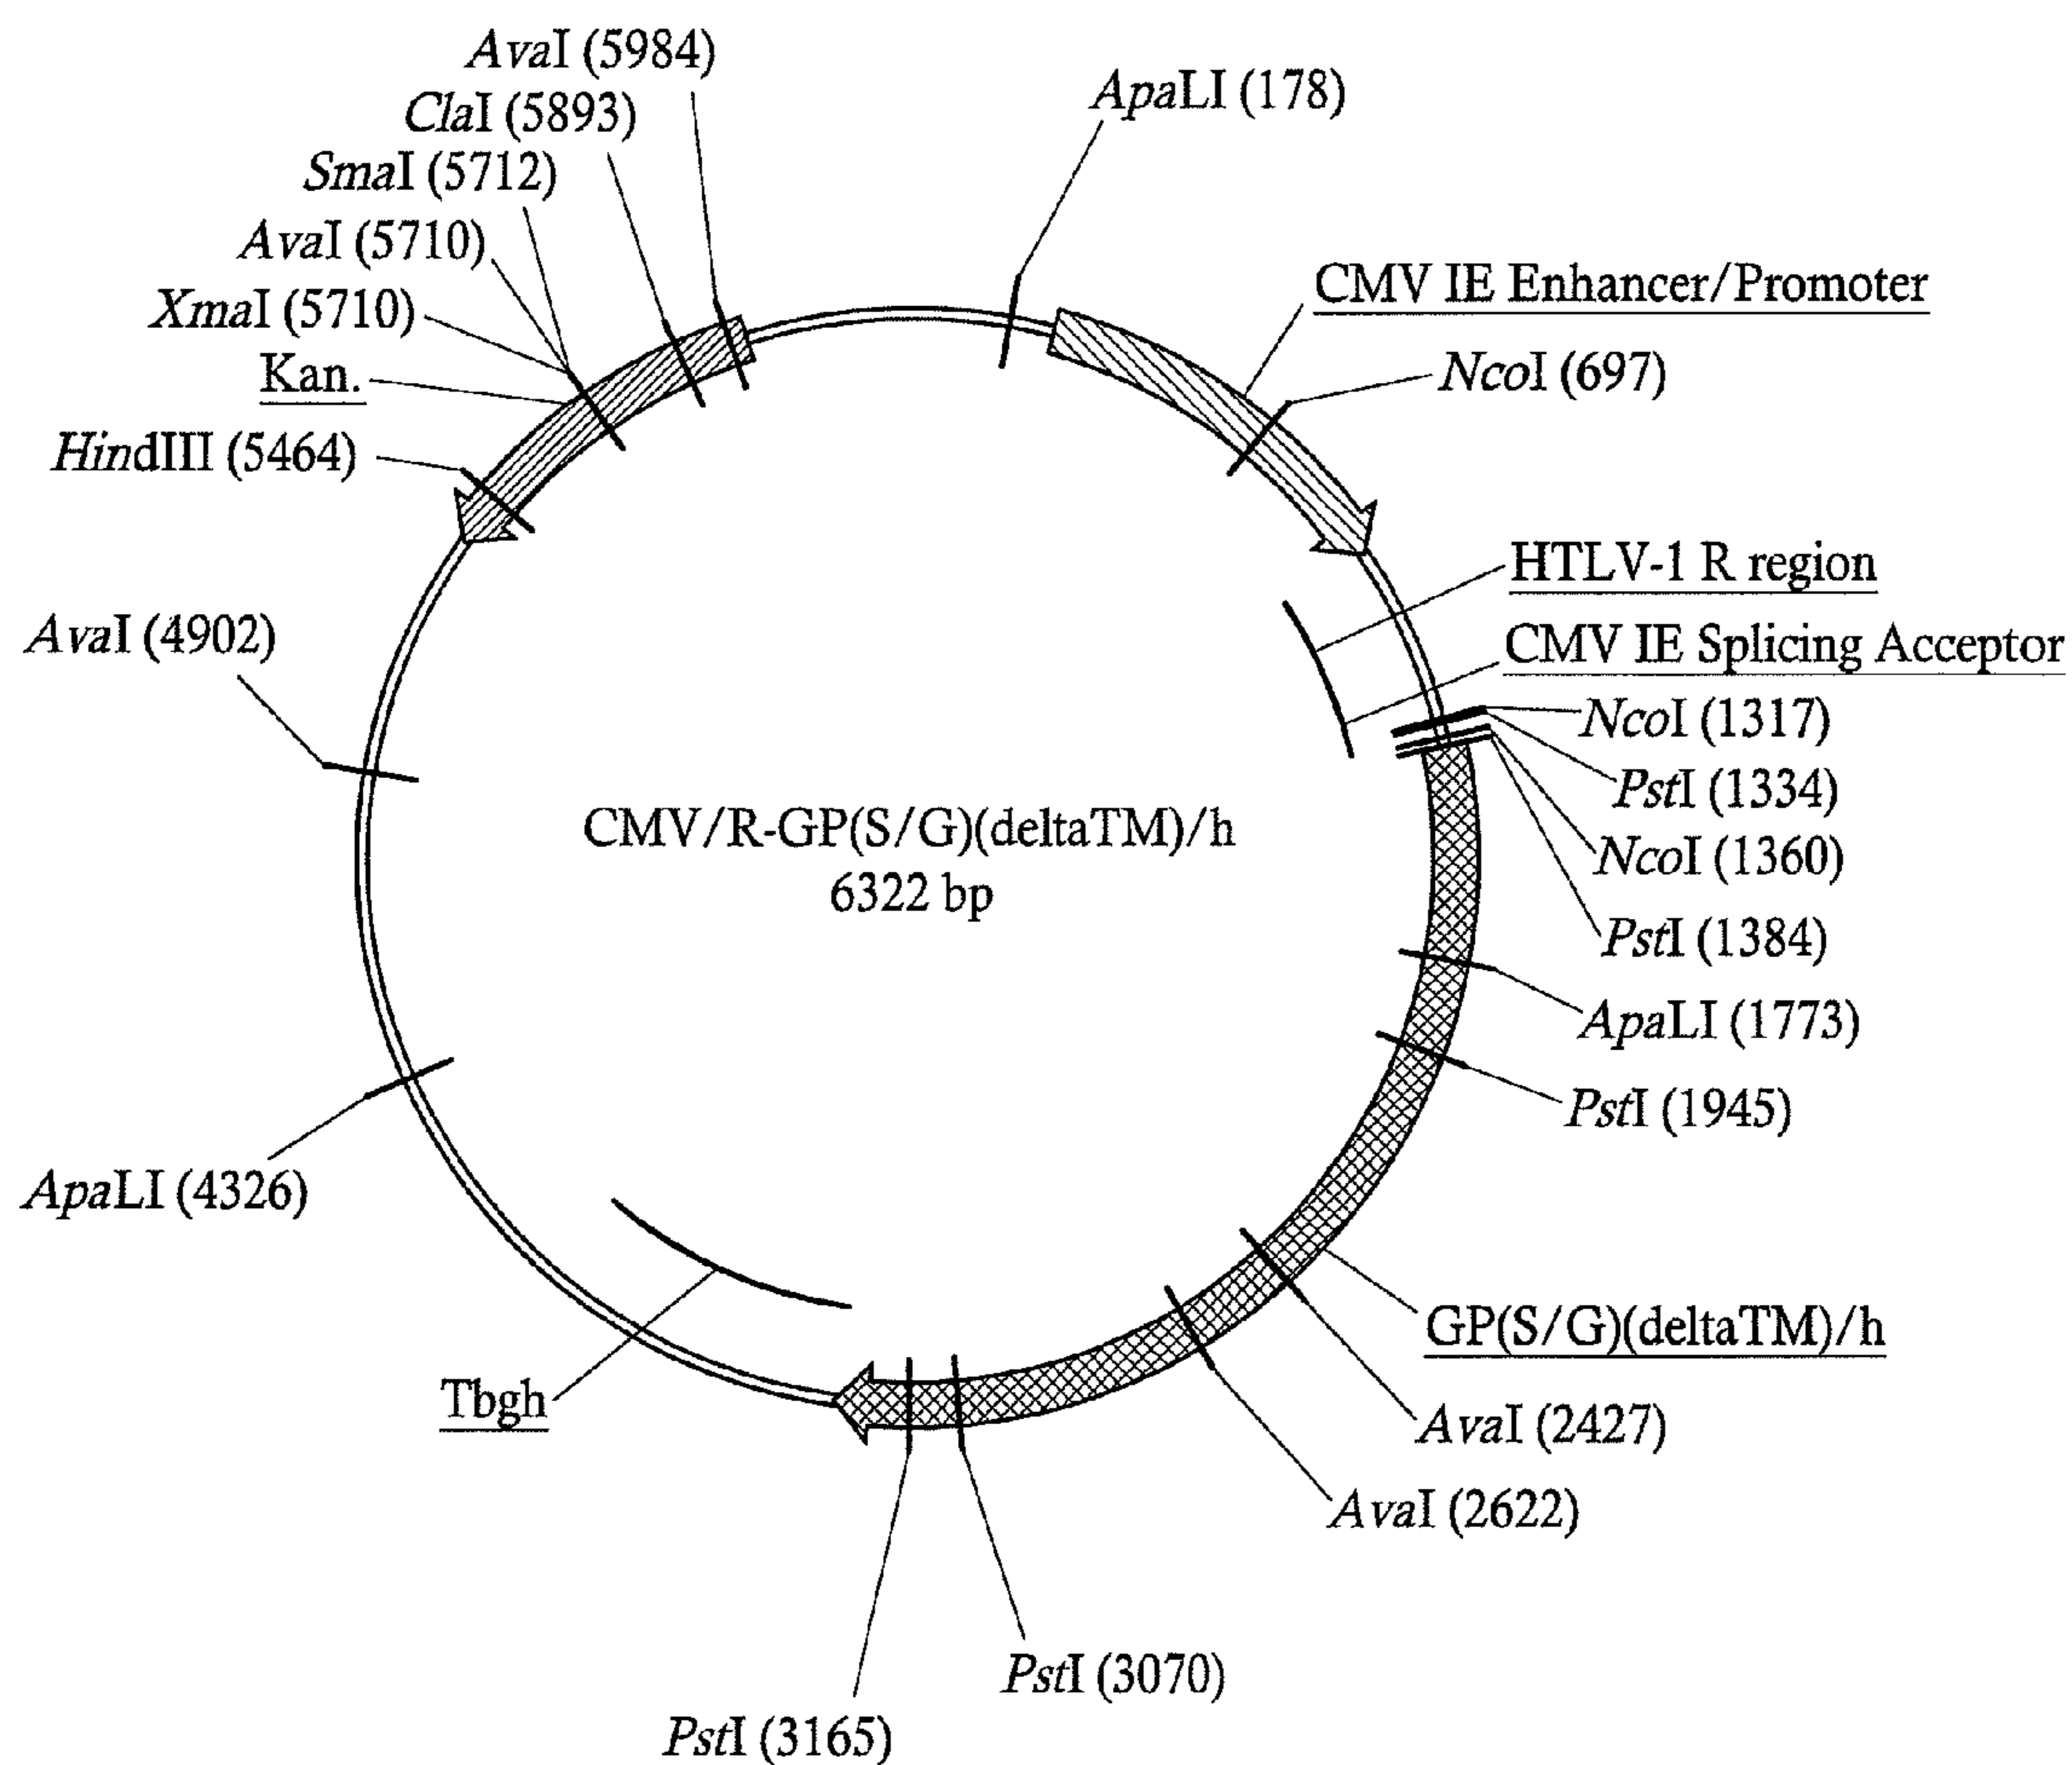 AvaI (5984)
ClaI (5893)
SmaI (5712)
AvaI (5710)
XmaI (5710)
Kan.
HindIII (5464)
AvaI (4902)
ApaLI (4326)
Tbgh
ApaLI (178)
CMV IE Enhancer/Promoter
NcoI (697)
HTLV-1 R region
CMV IE Splicing Acceptor
NcoI (1317)
PstI (1334)
NcoI (1360)
PstI (1384)
ApaLI (1773)
PstI (1945)
GP(S/G)(deltaTM)/h
AvaI (2427)
AvaI (2622)
PstI (3070)
PstI (3165)
CMV/R-GP(S/G)(deltaTM)/h
6322 bp